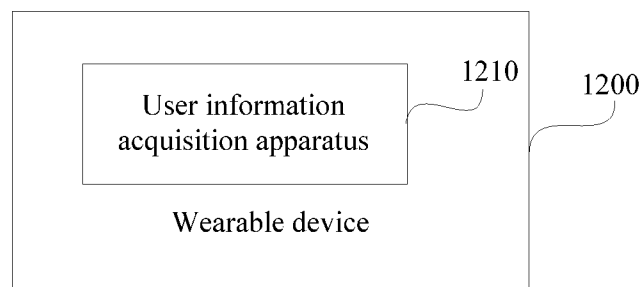 1210
1200
User information
acquisition apparatus
Wearable device